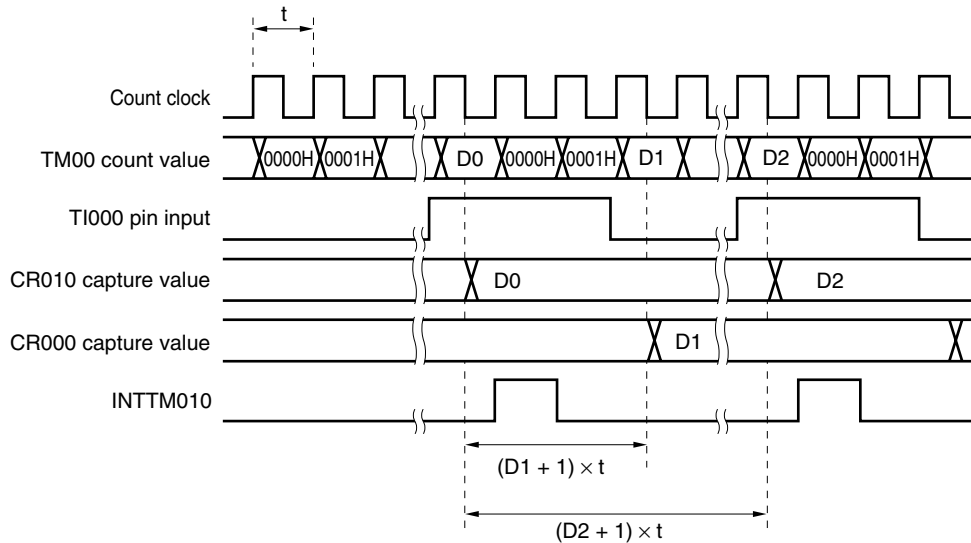 t
Count clock
TM00 count value
0000H 0001H D0 0000H 0001H D1 D2 0000H 0001H
TI000 pin input
CR010 capture value
D0 D2
CR000 capture value
D1
INTTM010
(D1 + 1) × t
(D2 + 1) × t